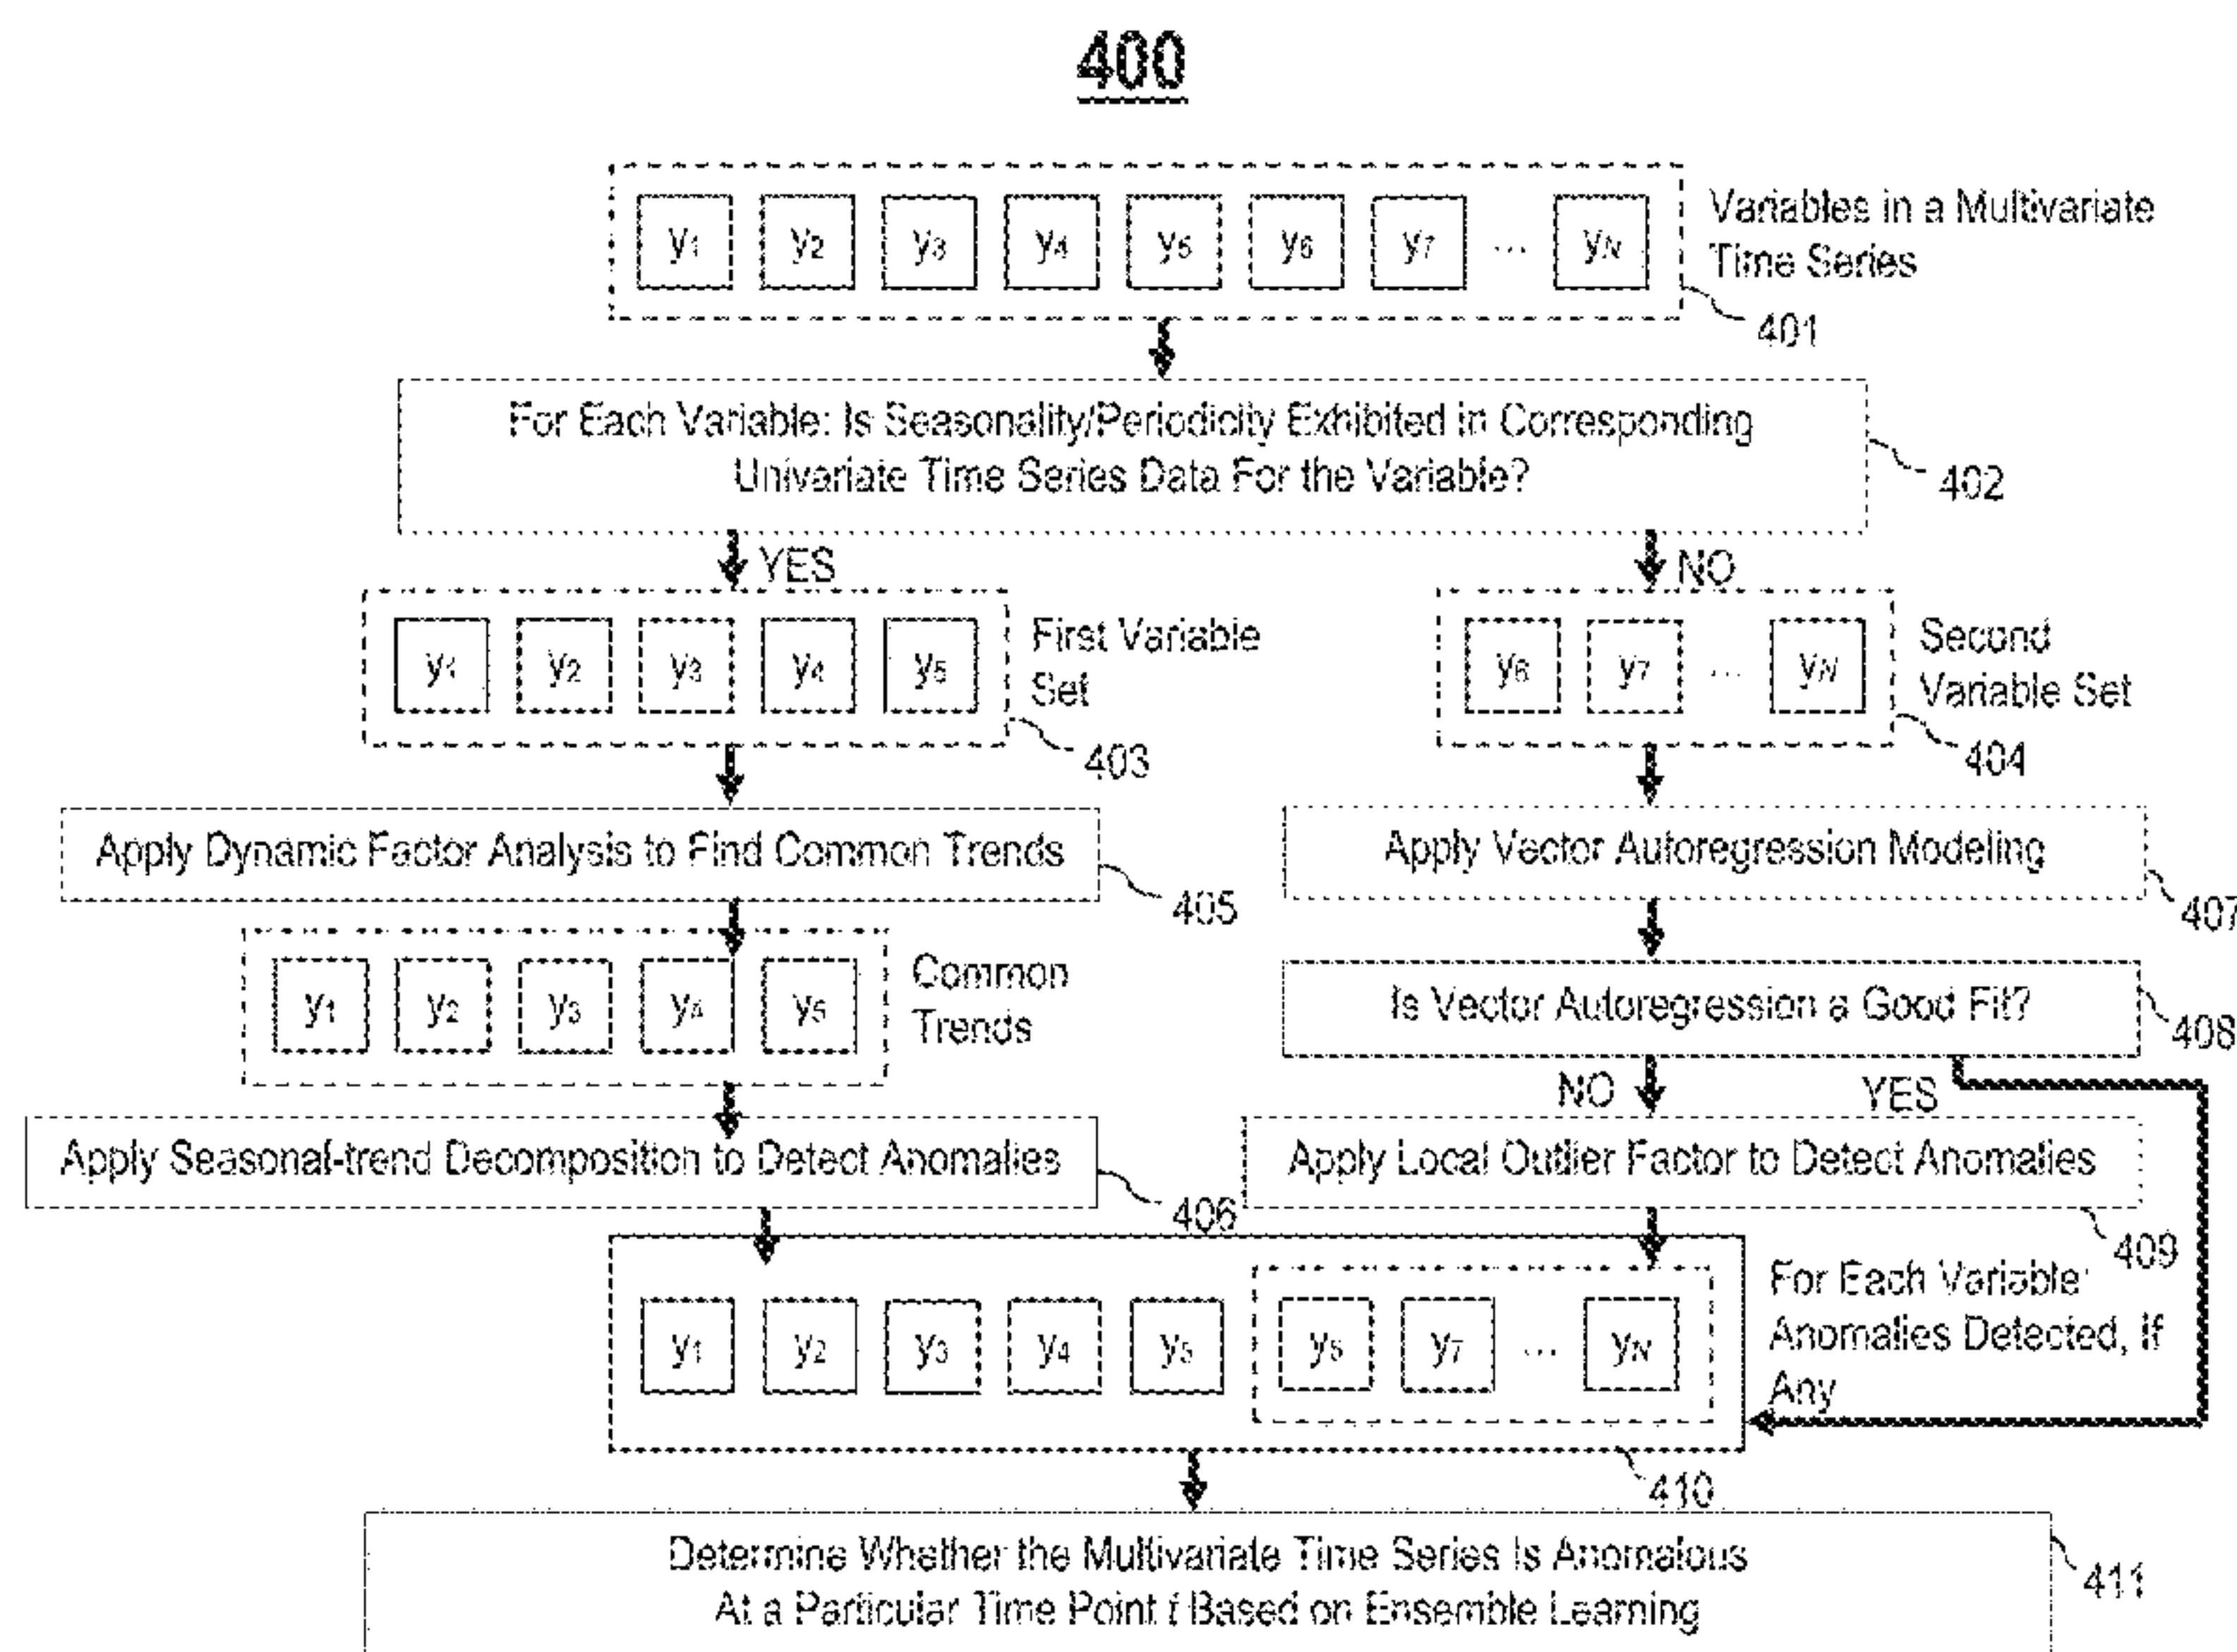 400
y1 y2 y3 y4 y5 y6 y7 ... yN
Variables in a Multivariate
Time Series
401
For Each Variable: Is Seasonality/Periodicity Exhibited in Corresponding
Univariate Time Series Data For the Variable?
402
YES
NO
y1 y2 y3 y4 y5
First Variable
Set
403
y6 y7 ... yN
Second
Variable Set
404
Apply Dynamic Factor Analysis to Find Common Trends
405
Apply Vector Autoregression Modeling
407
y1 y2 y3 y4 y5
Common
Trends
Is Vector Autoregression a Good Fit?
408
NO
YES
Apply Seasonal-trend Decomposition to Detect Anomalies
406
Apply Local Outlier Factor to Detect Anomalies
409
y1 y2 y3 y4 y5 y6 y7 ... yN
For Each Variable:
Anomalies Detected, If
Any
410
Determine Whether the Multivariate Time Series Is Anomalous
At a Particular Time Point t Based on Ensemble Learning
411